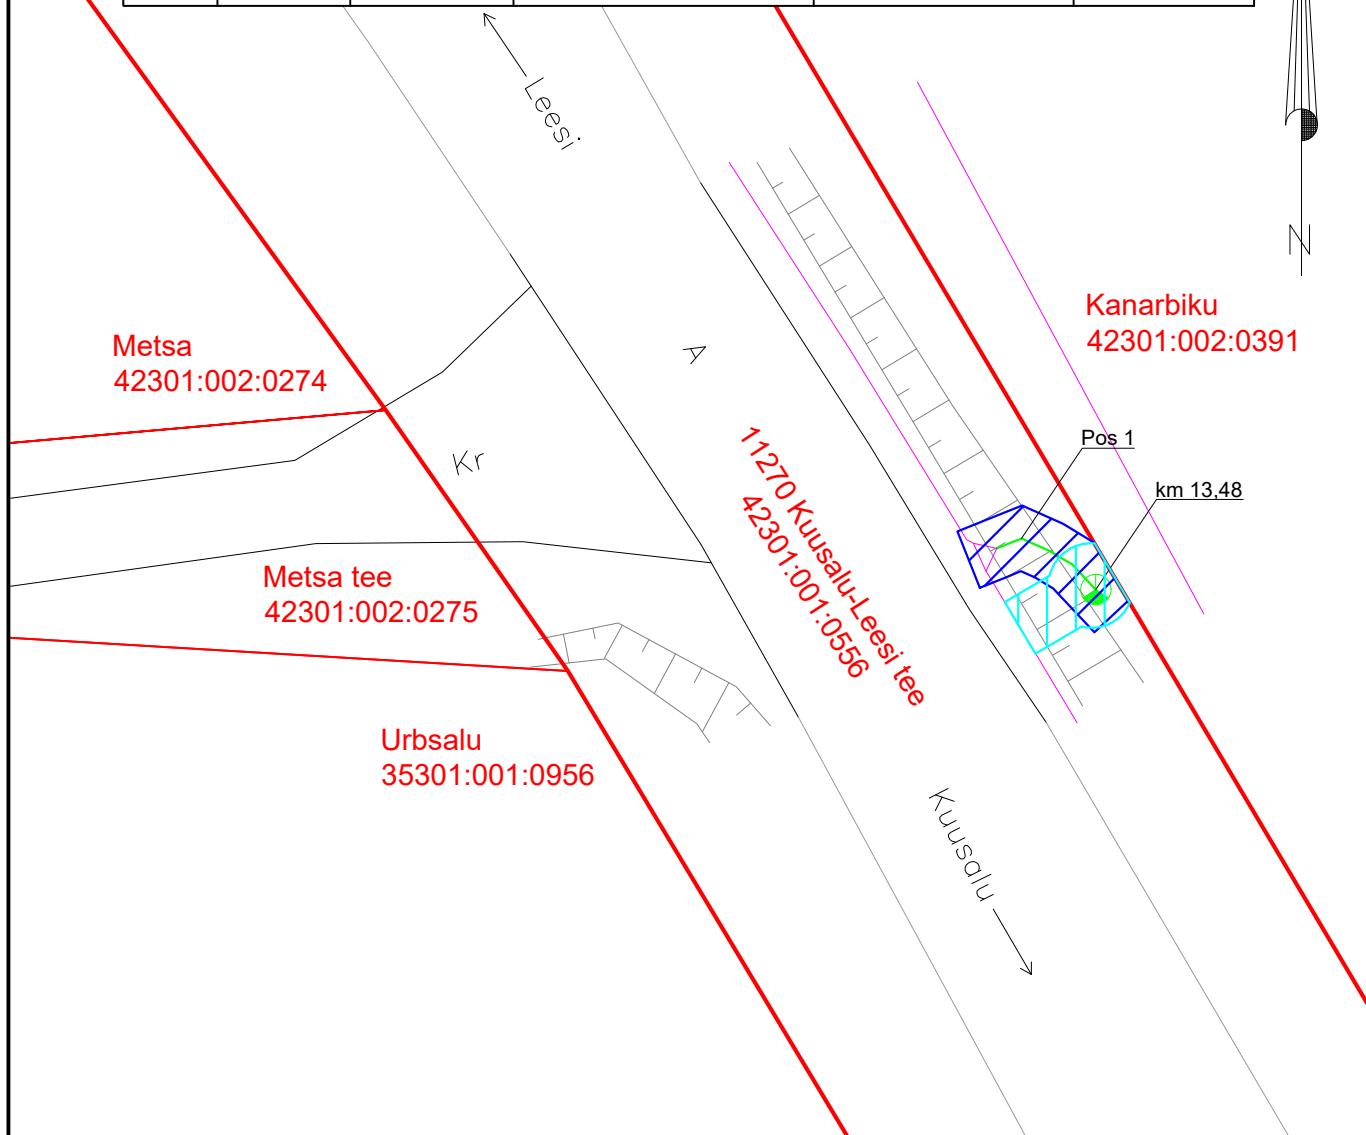 Leesi
N
Kanarbiku
42301:002:0391
Metsa
42301:002:0274
A
Kr
Pos 1
km 13,48
11270 Kuusalu-Leesi tee
42301:001:0556
Metsa tee
42301:002:0275
Urbsalu
35301:001:0956
Kuusalu